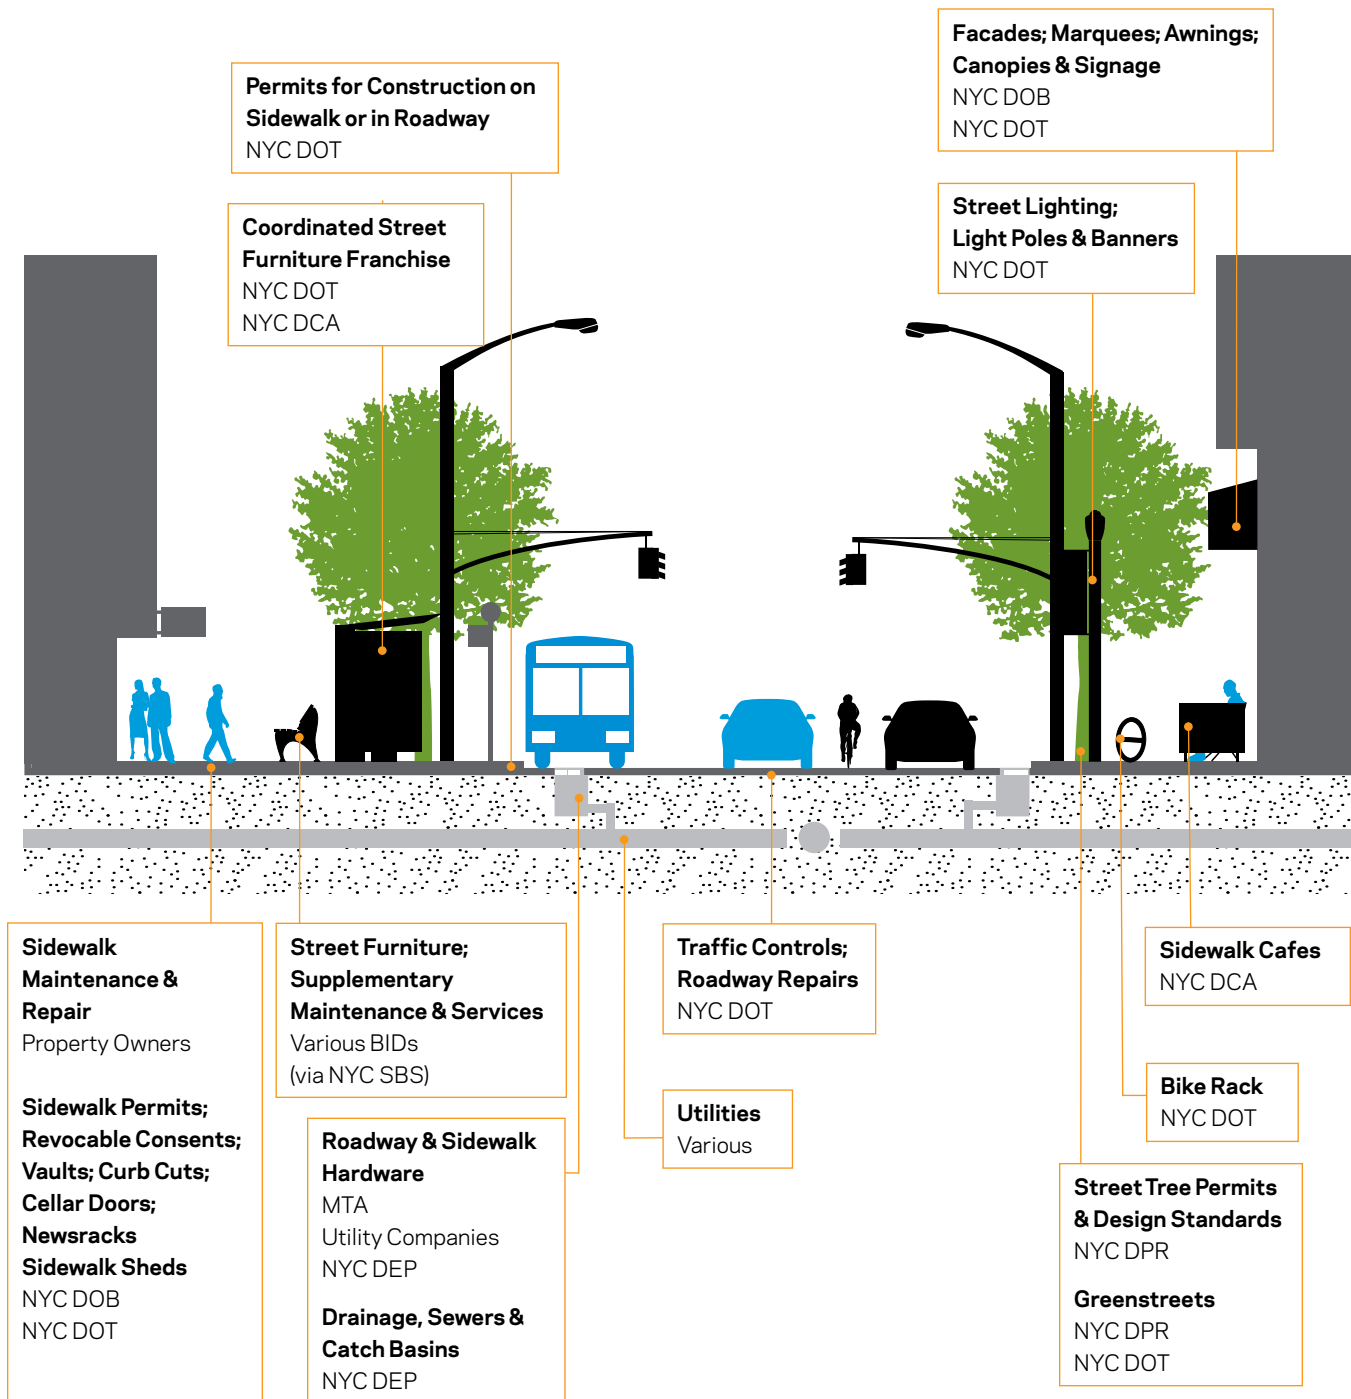 Permits for Construction on
Sidewalk or in Roadway
NYC DOT
Coordinated Street
Furniture Franchise
NYC DOT
NYC DCA
Facades; Marquees; Awnings;
Canopies & Signage
NYC DOB
NYC DOT
Street Lighting;
Light Poles & Banners
NYC DOT
Sidewalk
Maintenance &
Repair
Property Owners
Sidewalk Permits;
Revocable Consents;
Vaults; Curb Cuts;
Cellar Doors;
Newsracks
Sidewalk Sheds
NYC DOB
NYC DOT
Street Furniture;
Supplementary
Maintenance & Services
Various BIDs
(via NYC SBS)
Roadway & Sidewalk
Hardware
MTA
Utility Companies
NYC DEP
Drainage, Sewers &
Catch Basins
NYC DEP
Traffic Controls;
Roadway Repairs
NYC DOT
Utilities
Various
Sidewalk Cafes
NYC DCA
Bike Rack
NYC DOT
Street Tree Permits
& Design Standards
NYC DPR
Greenstreets
NYC DPR
NYC DOT